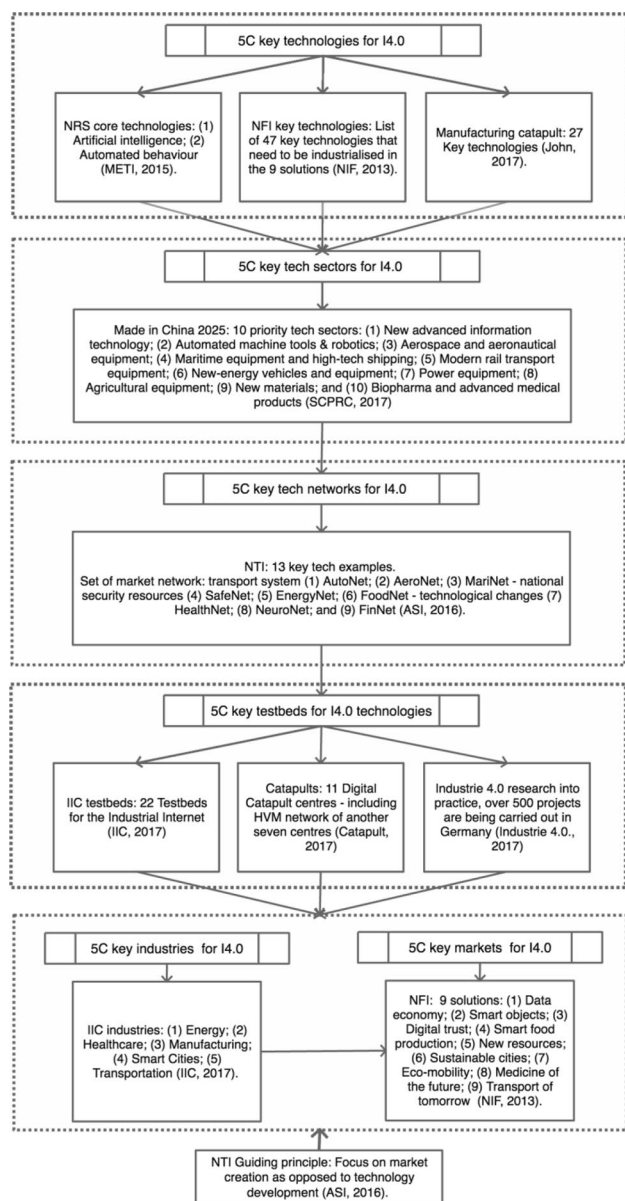 5C key technologies for I4.0
NRS core technologies: (1)
Artificial intelligence; (2)
Automated behaviour
(METI, 2015).
NFI key technologies: List
of 47 key technologies that
need to be industrialised in
the 9 solutions (NIF, 2013).
Manufacturing catapult: 27
Key technologies (John,
2017).
5C key tech sectors for I4.0
Made in China 2025: 10 priority tech sectors: (1) New advanced information
technology; (2) Automated machine tools & robotics; (3) Aerospace and aeronautical
equipment; (4) Maritime equipment and high-tech shipping; (5) Modern rail transport
equipment; (6) New-energy vehicles and equipment; (7) Power equipment; (8)
Agricultural equipment; (9) New materials; and (10) Biopharma and advanced medical
products (SCPRC, 2017)
5C key tech networks for I4.0
NTI: 13 key tech examples.
Set of market network: transport system (1) AutoNet; (2) AeroNet; (3) MariNet - national
security resources (4) SafeNet; (5) EnergyNet; (6) FoodNet - technological changes (7)
HealthNet; (8) NeuroNet; and (9) FinNet (ASI, 2016).
5C key testbeds for I4.0 technologies
IIC testbeds: 22 Testbeds
for the Industrial Internet
(IIC, 2017)
Catapults: 11 Digital
Catapult centres - including
HVM network of another
seven centres (Catapult,
2017)
Industrie 4.0 research into
practice, over 500 projects
are being carried out in
Germany (Industrie 4.0.,
2017)
5C key industries for I4.0
5C key markets for I4.0
IIC industries: (1) Energy; (2)
Healthcare; (3) Manufacturing;
(4) Smart Cities; (5)
Transportation (IIC, 2017).
NFI: 9 solutions: (1) Data
economy; (2) Smart objects; (3)
Digital trust; (4) Smart food
production; (5) New resources;
(6) Sustainable cities; (7)
Eco-mobility; (8) Medicine of
the future; (9) Transport of
tomorrow (NIF, 2013).
NTI Guiding principle: Focus on market
creation as opposed to technology
development (ASI, 2016).